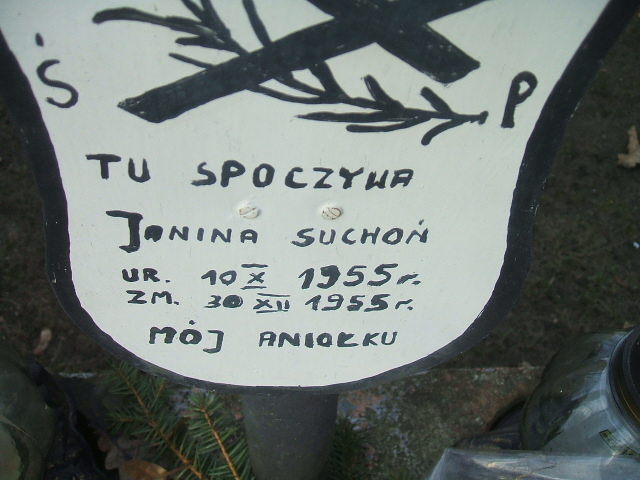 Ś P
TU SPOCZYWA
JANINA SUCHOŃ
UR. 10 X 1955 r.
ZM. 30 XII 1955 r.
MÓJ ANIOŁKU